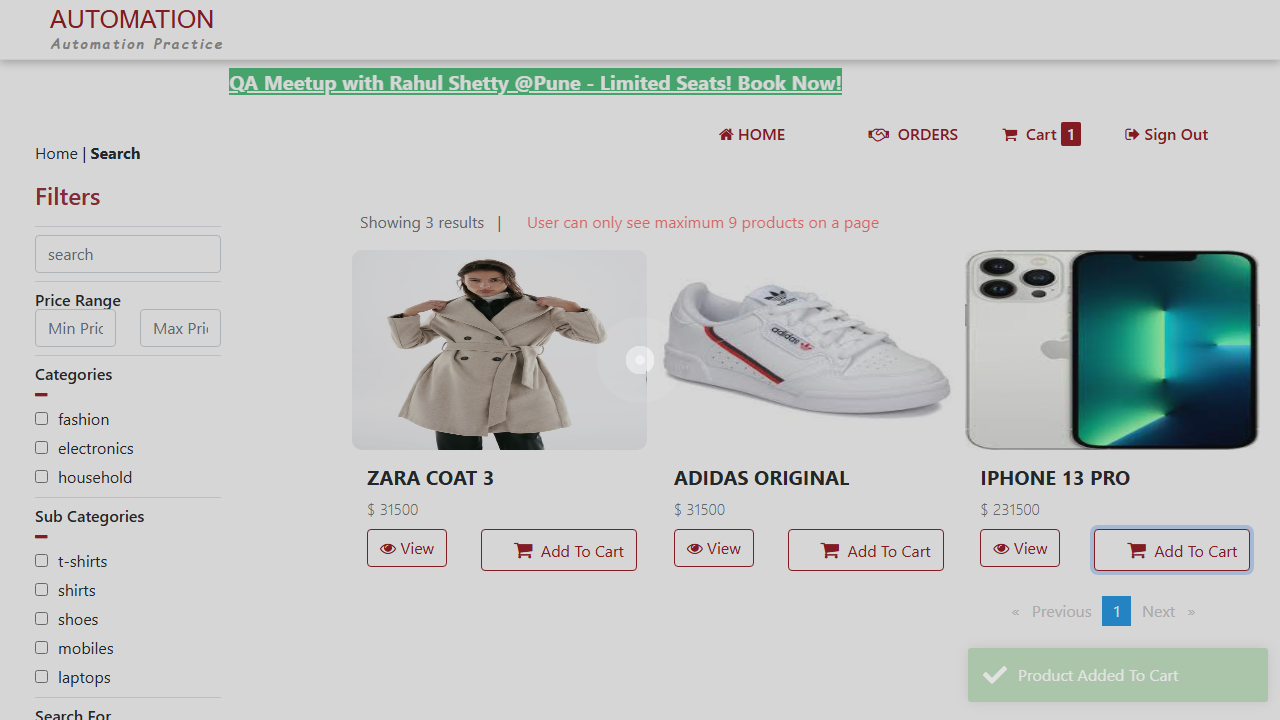 AUTOMATION
Automation Practice
QA Meetup with Rahul Shetty @Pune - Limited Seats! Book Now!
HOME
ORDERS
Cart 1
Sign Out
Home | Search
Filters
Showing 3 results |
User can only see maximum 9 products on a page
search
Price Range
Min Pric
Max Pri
Categories
fashion
electronics
household
Sub Categories
t-shirts
shirts
shoes
mobiles
laptops
Search For
adidas
ZARA COAT 3
$ 31500
View
Add To Cart
ADIDAS ORIGINAL
$ 31500
View
Add To Cart
IPHONE 13 PRO
$ 231500
View
Add To Cart
« Previous 1 Next »
Product Added To Cart